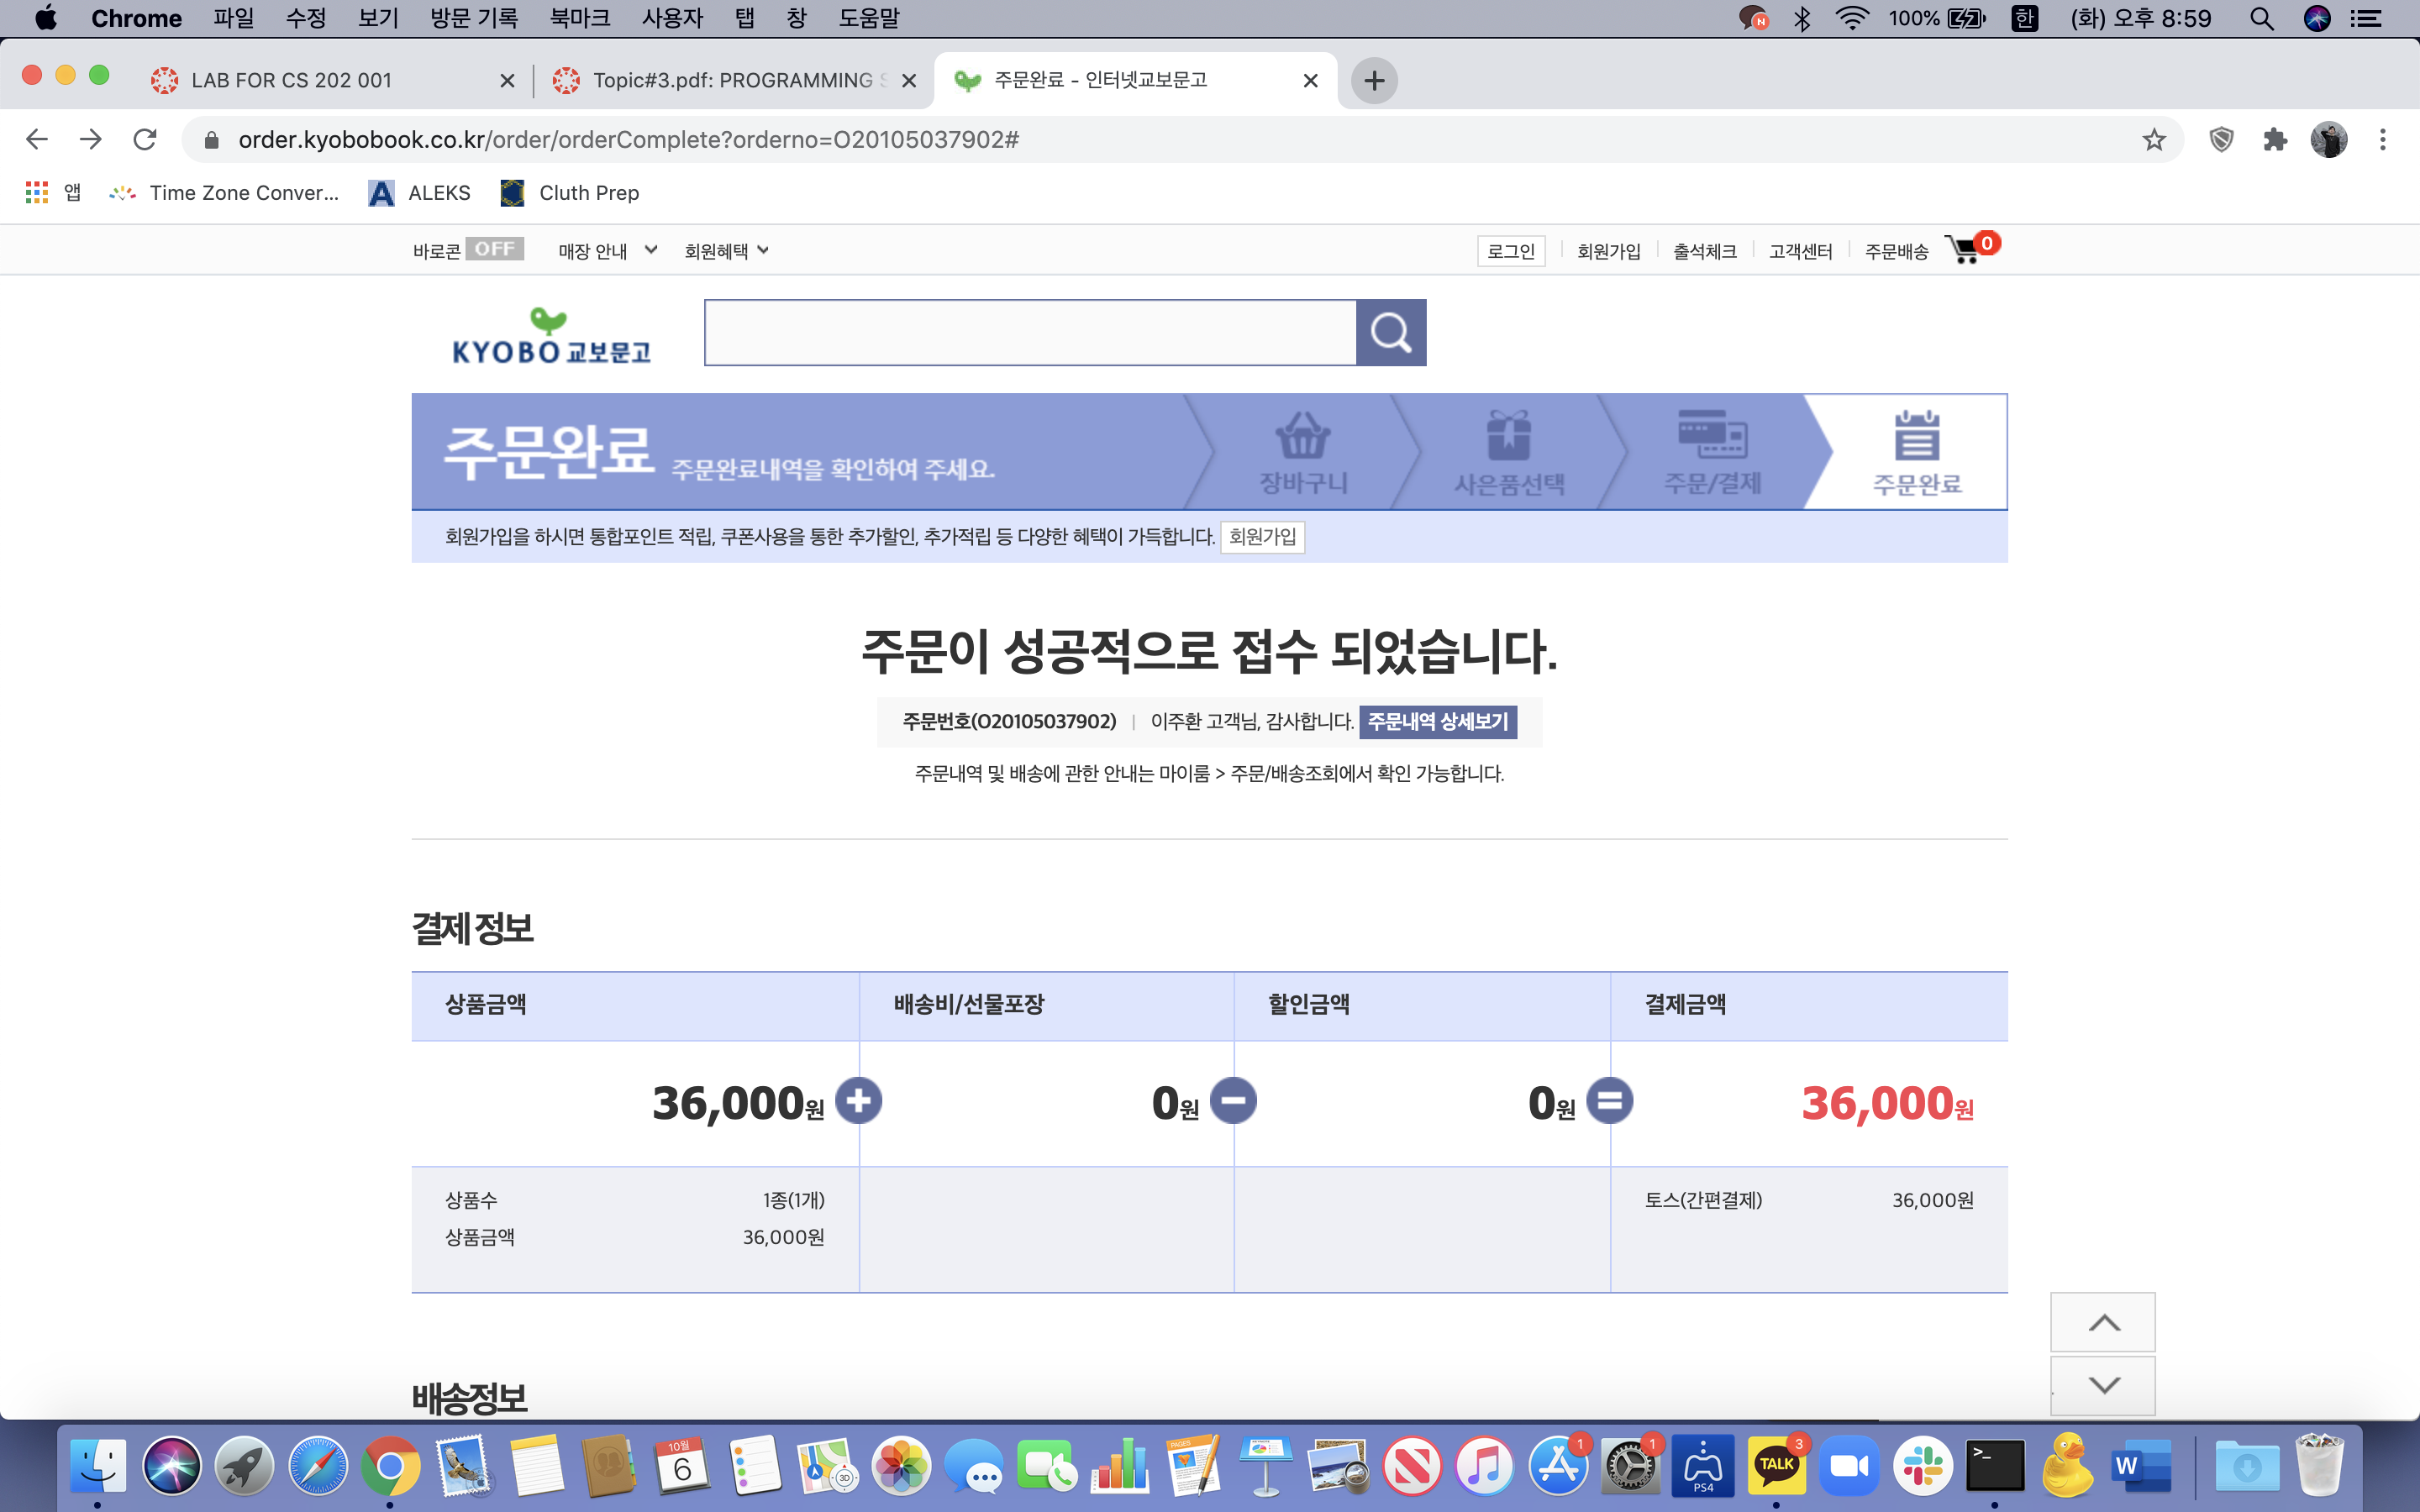 Chrome 파일 수정 보기 방문 기록 북마크 사용자 탭 창 도움말 N 100% 한 (화) 오후 8:59
LAB FOR CS 202 001 Topic#3.pdf: PROGRAMMING S 주문완료 - 인터넷교보문고
order.kyobobook.co.kr/order/orderComplete?orderno=O20105037902#
앱 Time Zone Conver... A ALEKS Cluth Prep
바로콘 OFF 매장 안내 회원혜택 로그인 회원가입 출석체크 고객센터 주문배송 0
KYOBO 교보문고
주문완료 주문완료내역을 확인하여 주세요. 장바구니 사은품선택 주문/결제 주문완료
회원가입을 하시면 통합포인트 적립, 쿠폰사용을 통한 추가할인, 추가적립 등 다양한 혜택이 가득합니다. 회원가입
주문이 성공적으로 접수 되었습니다.
주문번호(O20105037902) | 이주환 고객님, 감사합니다. 주문내역 상세보기
주문내역 및 배송에 관한 안내는 마이룸 > 주문/배송조회에서 확인 가능합니다.
결제 정보
상품금액 배송비/선물포장 할인금액 결제금액
36,000원 + 0원 − 0원 = 36,000원
상품수 1종(1개) 토스(간편결제) 36,000원
상품금액 36,000원
배송정보
10월 6 3D PAGES 1 1 PS4 TALK 3 >_ W